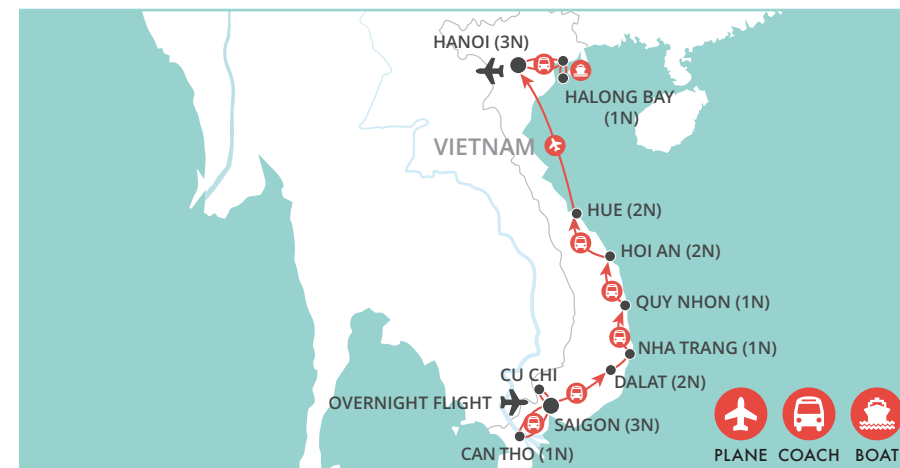 HANOI (3N)
HALONG BAY
(1N)
VIETNAM
HUE (2N)
HOI AN (2N)
QUY NHON (1N)
NHA TRANG (1N)
CU CHI
DALAT (2N)
OVERNIGHT FLIGHT
SAIGON (3N)
CAN THO (1N)
PLANE COACH BOAT